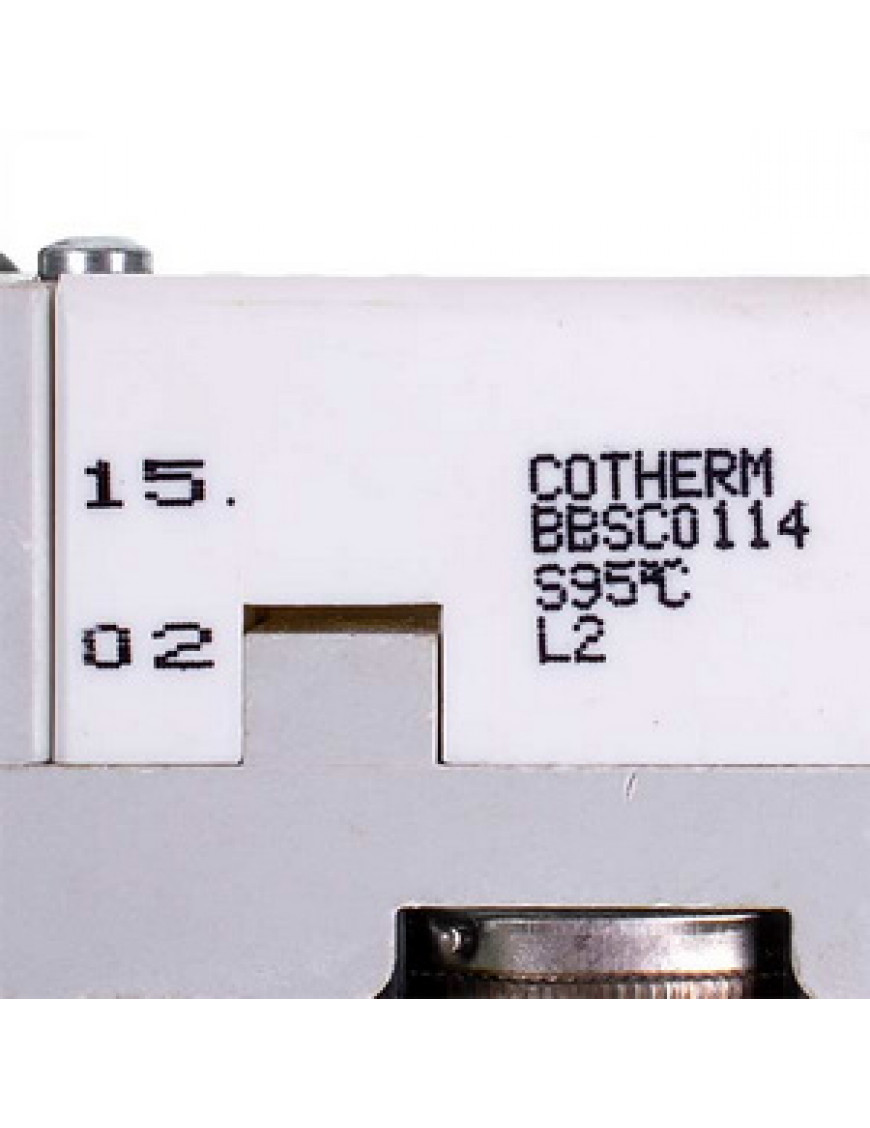 15.
02
COTHERM
BBSC0114
S95°C
L2